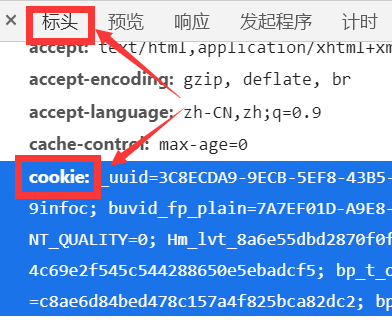 × 标头 预览 响应 发起程序 计时
accept: text/html,application/xhtml+xm
accept-encoding: gzip, deflate, br
accept-language: zh-CN,zh;q=0.9
cache-control: max-age=0
cookie: _uuid=3C8ECDA9-9ECB-5EF8-43B5-
9infoc; buvid_fp_plain=7A7EF01D-A9E8-
NT_QUALITY=0; Hm_lvt_8a6e55dbd2870f0f
4c69e2f545c544288650e5ebadcf5; bp_t_o
=c8ae6d84bed478c157a4f825bca82dc2; bp